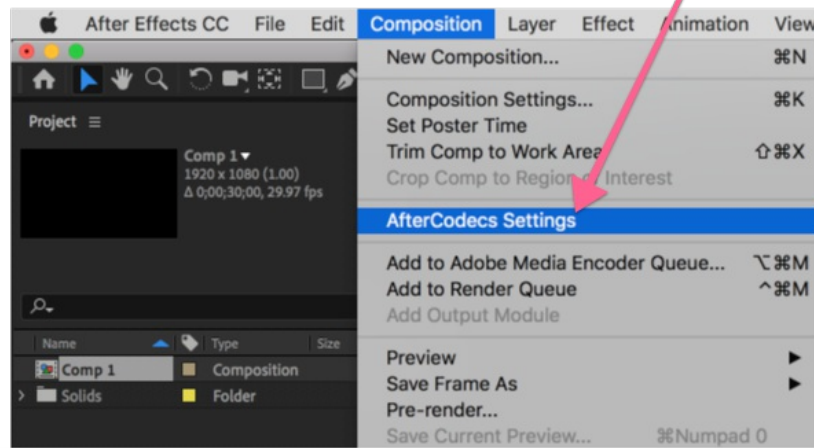 After Effects CC File Edit Composition Layer Effect Animation View
New Composition... ⌘N
Composition Settings... ⌘K
Set Poster Time
Trim Comp to Work Area ⇧⌘X
Crop Comp to Region of Interest
AfterCodecs Settings
Add to Adobe Media Encoder Queue... ⌥⌘M
Add to Render Queue ^⌘M
Add Output Module
Preview
Save Frame As
Pre-render...
Save Current Preview... ⌘Numpad 0
Project
Comp 1
1920 x 1080 (1.00)
Δ 0;00;30;00, 29.97 fps
Name Type Size
Comp 1 Composition
Solids Folder